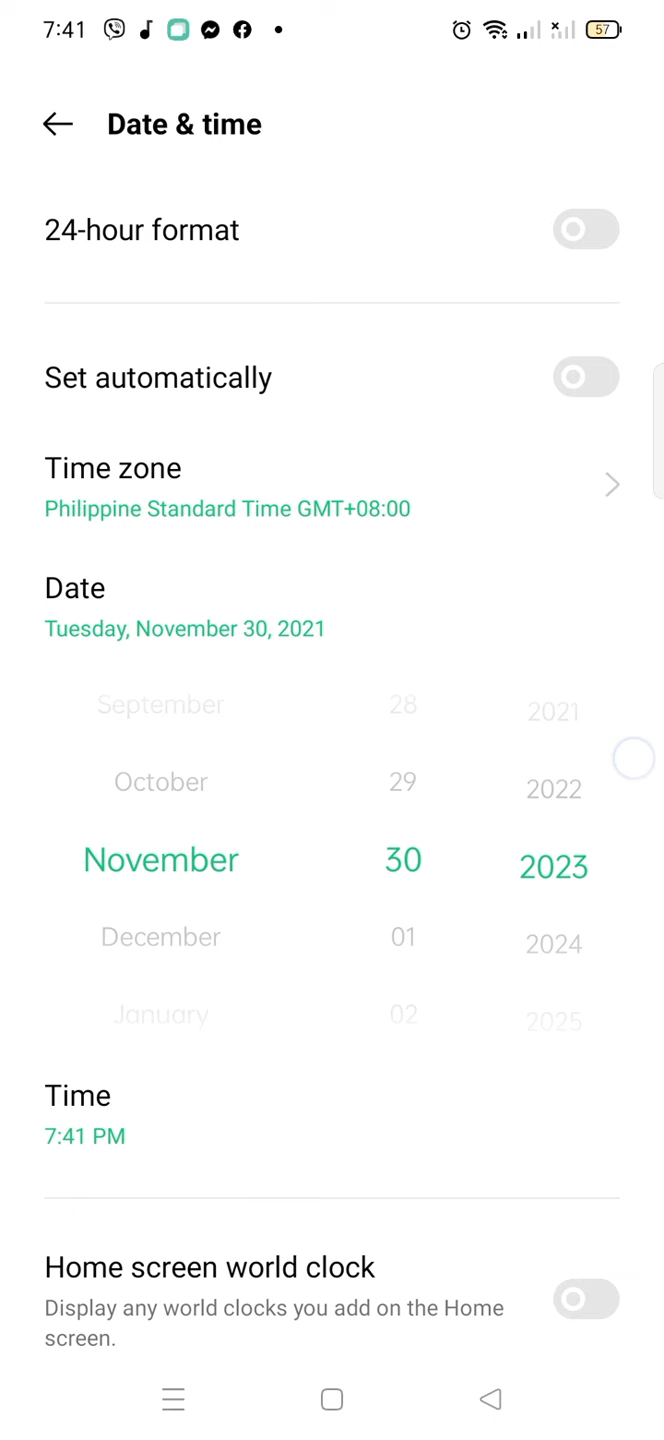 7:41
57
Date & time
24-hour format
Set automatically
Time zone
Philippine Standard Time GMT+08:00
Date
Tuesday, November 30, 2021
September 28 2021
October 29 2022
November 30 2023
December 01 2024
January 02 2025
Time
7:41 PM
Home screen world clock
Display any world clocks you add on the Home
screen.